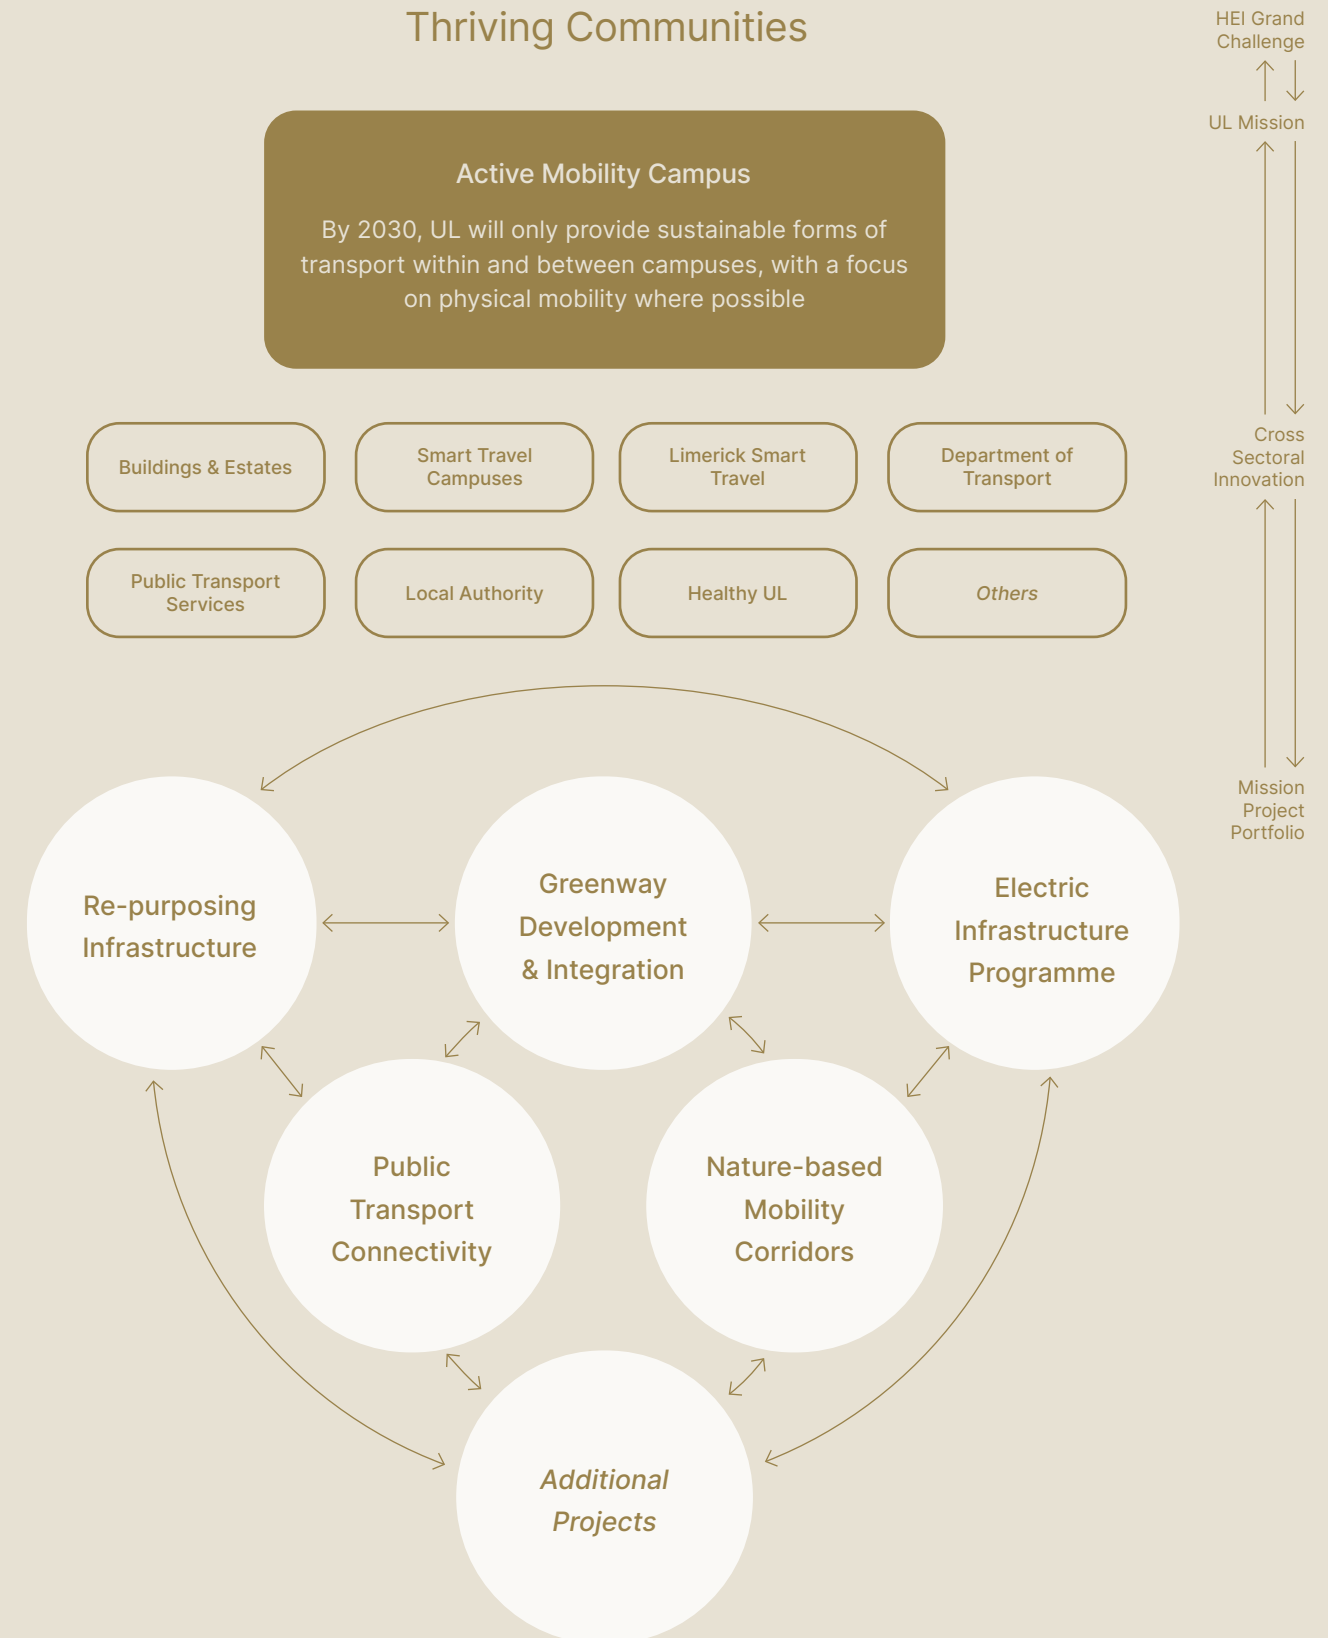 Thriving Communities
HEI Grand
Challenge
UL Mission
Active Mobility Campus
By 2030, UL will only provide sustainable forms of
transport within and between campuses, with a focus
on physical mobility where possible
Buildings & Estates
Smart Travel
Campuses
Limerick Smart
Travel
Department of
Transport
Cross
Sectoral
Innovation
Public Transport
Services
Local Authority
Healthy UL
Others
Mission
Project
Portfolio
Re-purposing
Infrastructure
Greenway
Development
& Integration
Electric
Infrastructure
Programme
Public
Transport
Connectivity
Nature-based
Mobility
Corridors
Additional
Projects